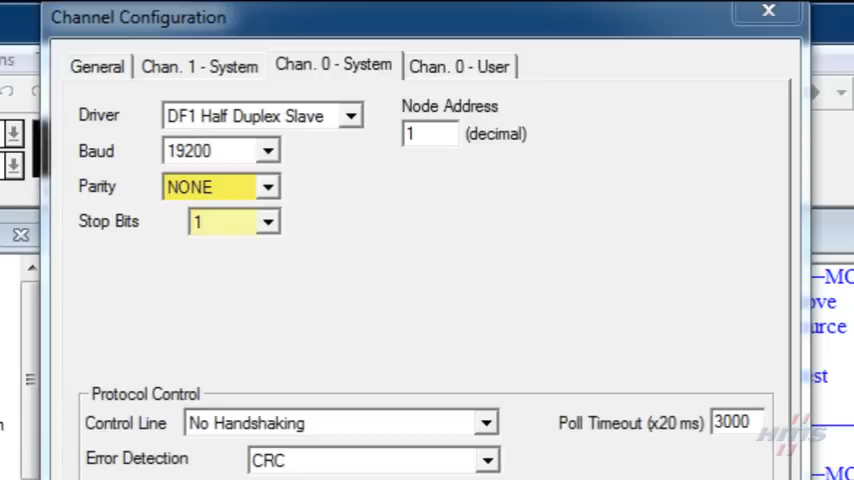 Channel Configuration
General
Chan. 1 - System
Chan. 0 - System
Chan. 0 - User
Driver
DF1 Half Duplex Slave
Node Address
1
(decimal)
Baud
19200
Parity
NONE
Stop Bits
1
Protocol Control
Control Line
No Handshaking
Poll Timeout (x20 ms)
3000
Error Detection
CRC
HMS